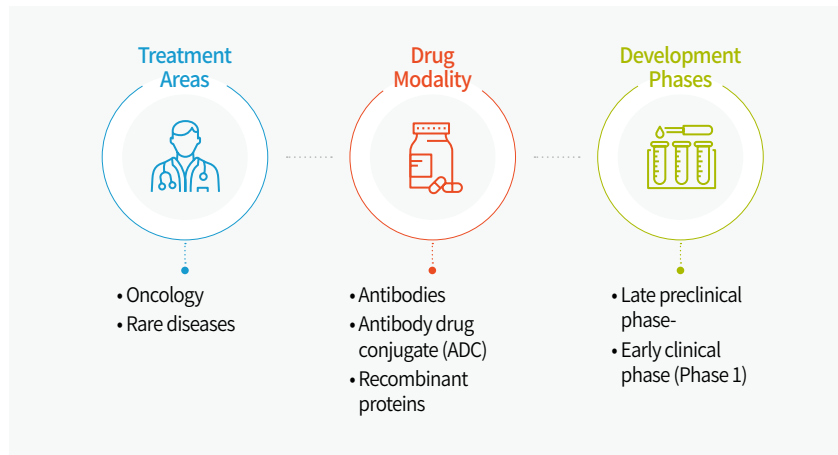 Treatment
Areas
• Oncology
• Rare diseases
Drug
Modality
• Antibodies
• Antibody drug
conjugate (ADC)
• Recombinant
proteins
Development
Phases
• Late preclinical
phase-
• Early clinical
phase (Phase 1)